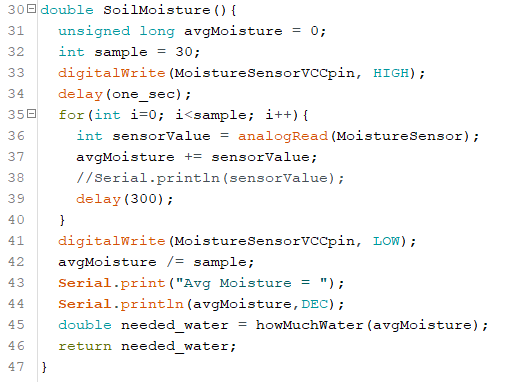 30 double SoilMoisture(){
31   unsigned long avgMoisture = 0;
32   int sample = 30;
33   digitalWrite(MoistureSensorVCCpin, HIGH);
34   delay(one_sec);
35   for(int i=0; i<sample; i++){
36     int sensorValue = analogRead(MoistureSensor);
37     avgMoisture += sensorValue;
38     //Serial.println(sensorValue);
39     delay(300);
40   }
41   digitalWrite(MoistureSensorVCCpin, LOW);
42   avgMoisture /= sample;
43   Serial.print("Avg Moisture = ");
44   Serial.println(avgMoisture,DEC);
45   double needed_water = howMuchWater(avgMoisture);
46   return needed_water;
47 }